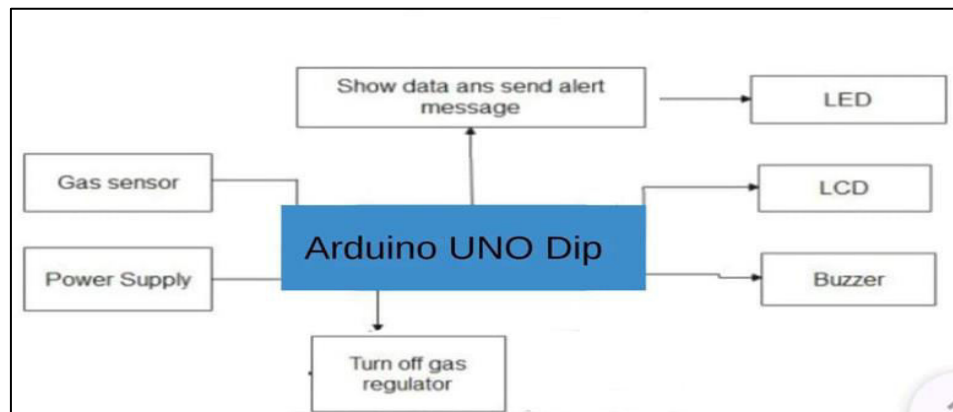 Show data ans send alert
message
LED
Gas sensor
LCD
Arduino UNO Dip
Power Supply
Buzzer
Turn off gas
regulator